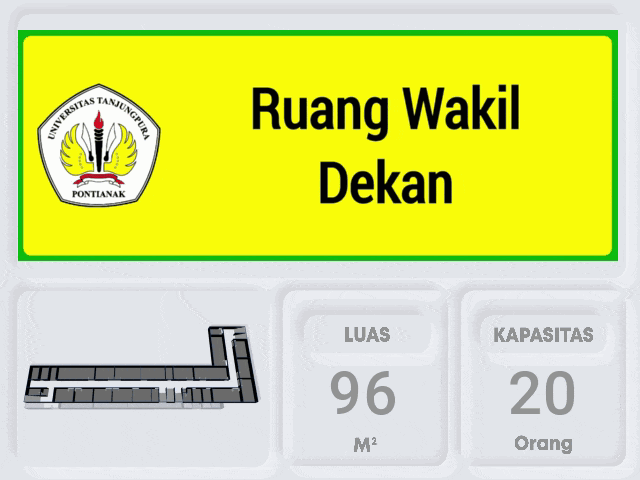 UNIVERSITAS TANJUNGPURA
PONTIANAK
Ruang Wakil
Dekan
LUAS
96
M²
KAPASITAS
20
Orang